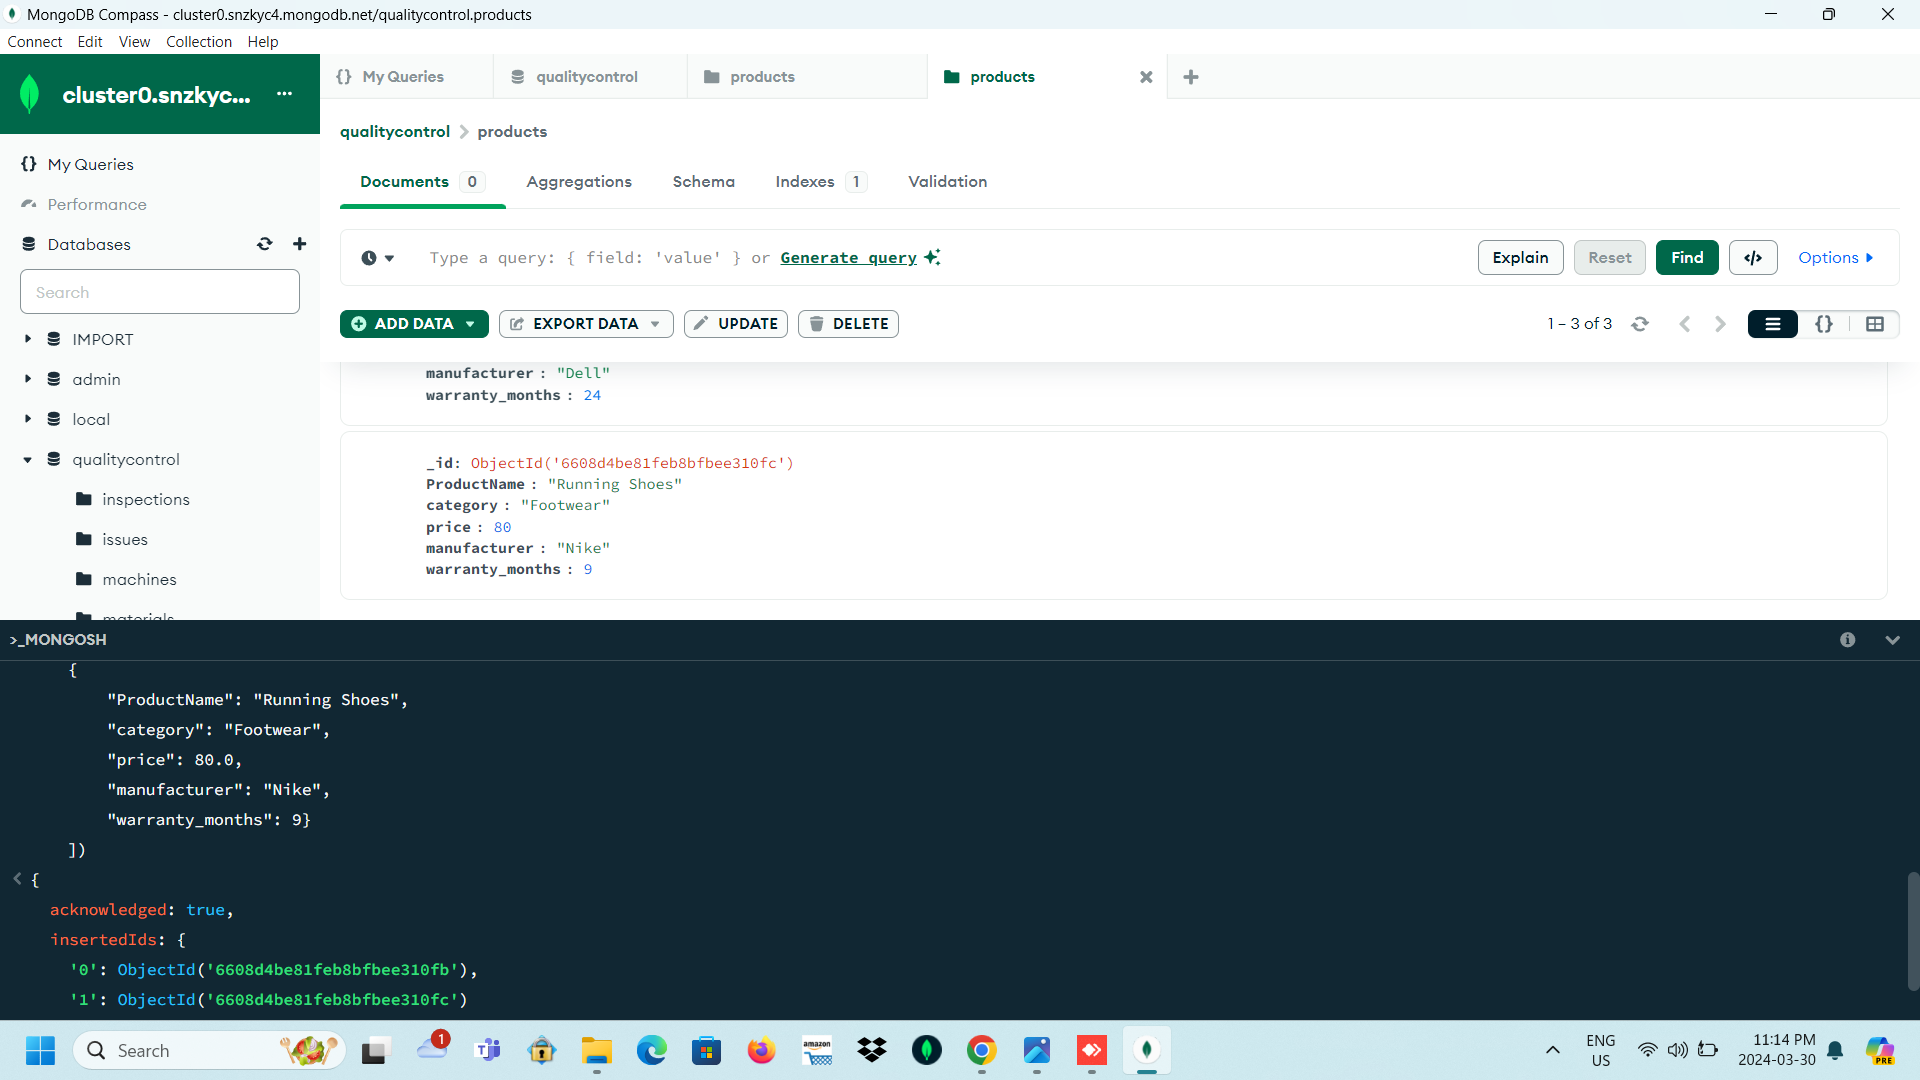 MongoDB Compass - cluster0.snzkyc4.mongodb.net/qualitycontrol.products
Connect Edit View Collection Help
cluster0.snzkyc... ···
{} My Queries
Performance
Databases
Search
IMPORT
admin
local
qualitycontrol
inspections
issues
machines
materials
{} My Queries
qualitycontrol
products
products
qualitycontrol > products
Documents 0
Aggregations
Schema
Indexes 1
Validation
Type a query: { field: 'value' } or Generate query
Explain
Reset
Find
</>
Options
ADD DATA
EXPORT DATA
UPDATE
DELETE
1 – 3 of 3
{}
manufacturer : "Dell"
warranty_months : 24
_id: ObjectId('6608d4be81feb8bfbee310fc')
ProductName : "Running Shoes"
category : "Footwear"
price : 80
manufacturer : "Nike"
warranty_months : 9
>_MONGOSH
{
"ProductName": "Running Shoes",
"category": "Footwear",
"price": 80.0,
"manufacturer": "Nike",
"warranty_months": 9}
])
< {
acknowledged: true,
insertedIds: {
'0': ObjectId('6608d4be81feb8bfbee310fb'),
'1': ObjectId('6608d4be81feb8bfbee310fc')
Search
1
amazon
ENG
US
11:14 PM
2024-03-30
PRE